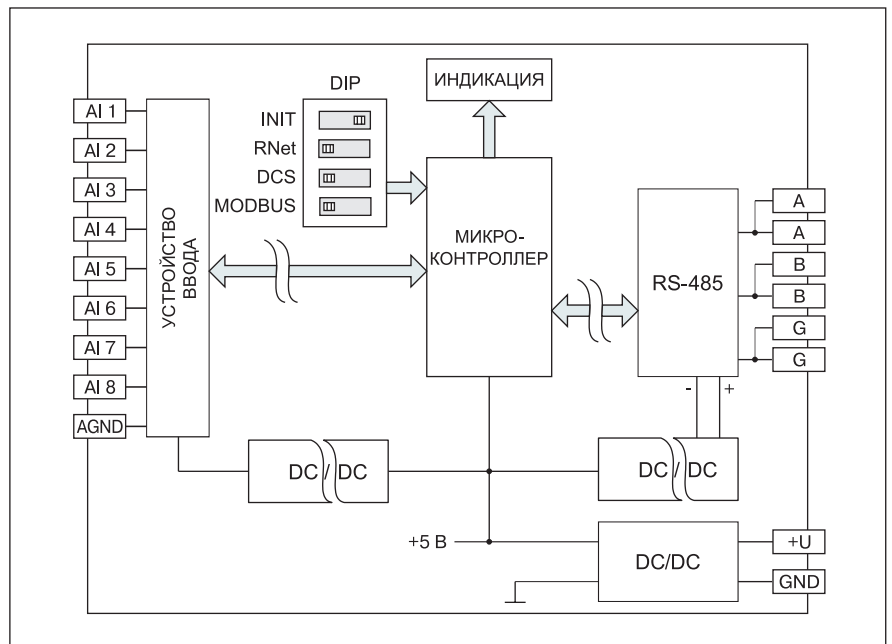 DIP
ИНДИКАЦИЯ
INIT
RNet
DCS
MODBUS
AI 1
AI 2
AI 3
AI 4
AI 5
AI 6
AI 7
AI 8
AGND
УСТРОЙСТВО
ВВОДА
МИКРО-
КОНТРОЛЛЕР
RS-485
A
A
B
B
G
G
- +
DC / DC
DC / DC
+5 В
DC/DC
+U
GND